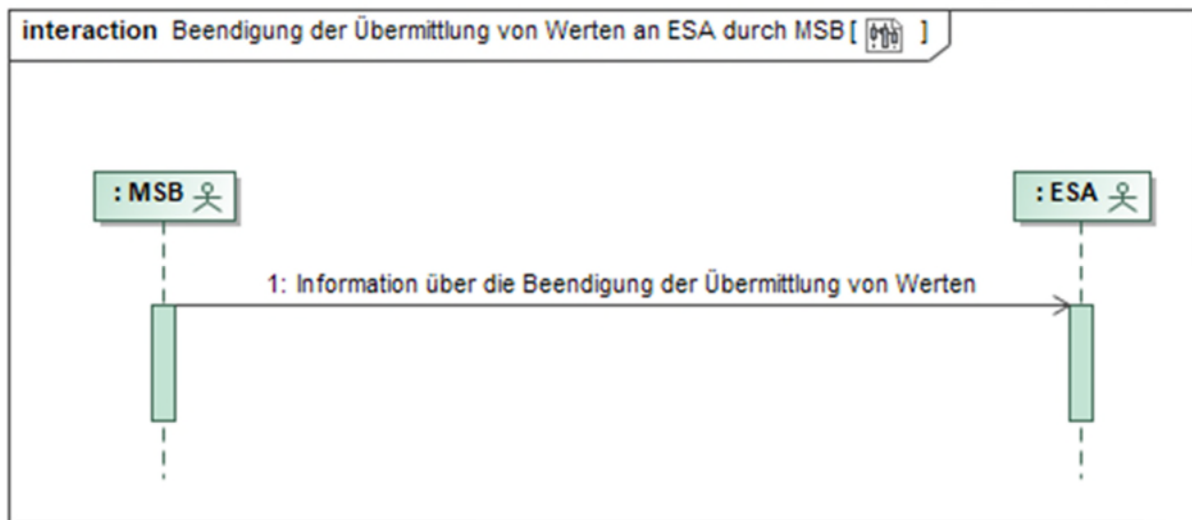 interaction Beendigung der Übermittlung von Werten an ESA durch MSB [ ]
: MSB
: ESA
1: Information über die Beendigung der Übermittlung von Werten